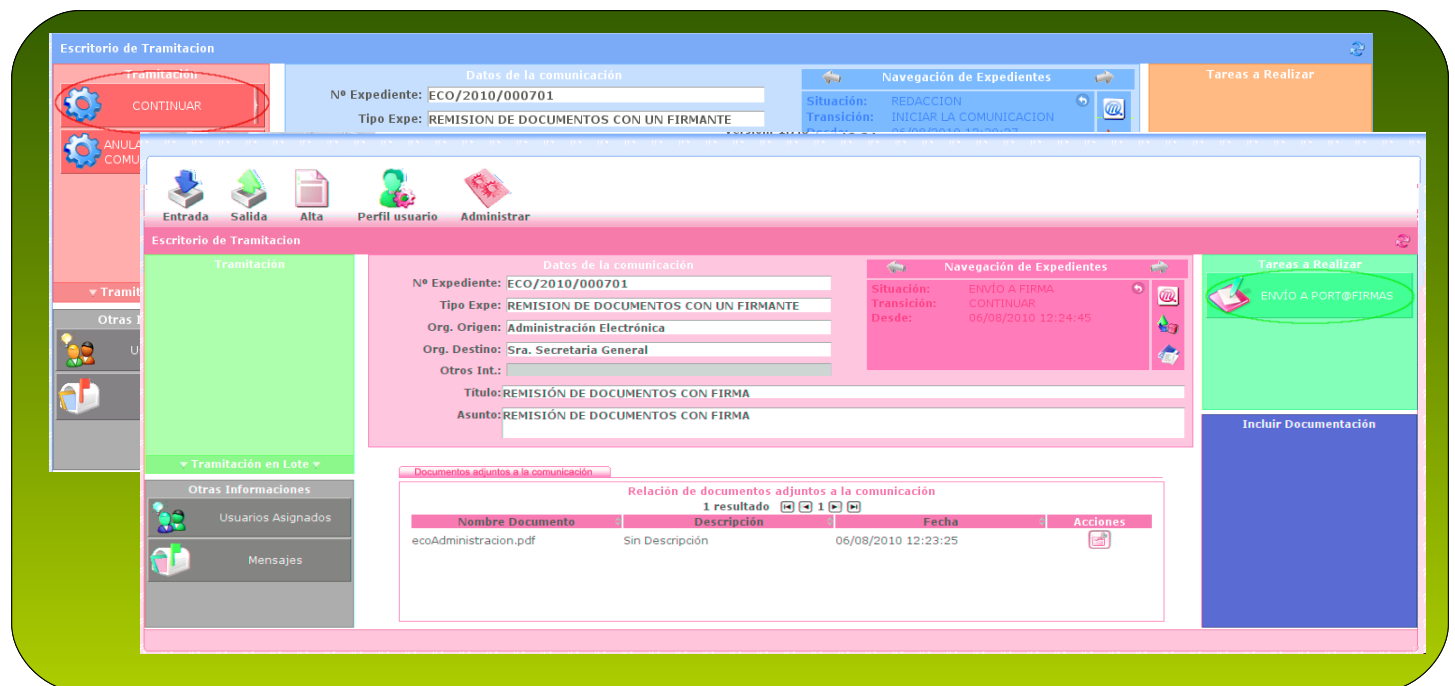 Escritorio de Tramitacion
Tramitación
CONTINUAR
Datos de la comunicación
Nº Expediente: ECO/2010/000701
Tipo Expe: REMISION DE DOCUMENTOS CON UN FIRMANTE
Navegación de Expedientes
Situación: REDACCION
Transición: INICIAR LA COMUNICACION
Tareas a Realizar
Entrada Salida Alta Perfil usuario Administrar
Escritorio de Tramitacion
Tramitación
Tramitación en Lote
Otras Informaciones
Usuarios Asignados
Mensajes
Datos de la comunicación
Nº Expediente: ECO/2010/000701
Tipo Expe: REMISION DE DOCUMENTOS CON UN FIRMANTE
Org. Origen: Administración Electrónica
Org. Destino: Sra. Secretaria General
Otros Int.:
Título: REMISIÓN DE DOCUMENTOS CON FIRMA
Asunto: REMISIÓN DE DOCUMENTOS CON FIRMA
Navegación de Expedientes
Situación: ENVÍO A FIRMA
Transición: CONTINUAR
Desde: 06/08/2010 12:24:45
Tareas a Realizar
ENVÍO A PORT@FIRMAS
Incluir Documentación
Documentos adjuntos a la comunicación
Relación de documentos adjuntos a la comunicación
1 resultado 1
Nombre Documento Descripción Fecha Acciones
ecoAdministracion.pdf Sin Descripción 06/08/2010 12:23:25